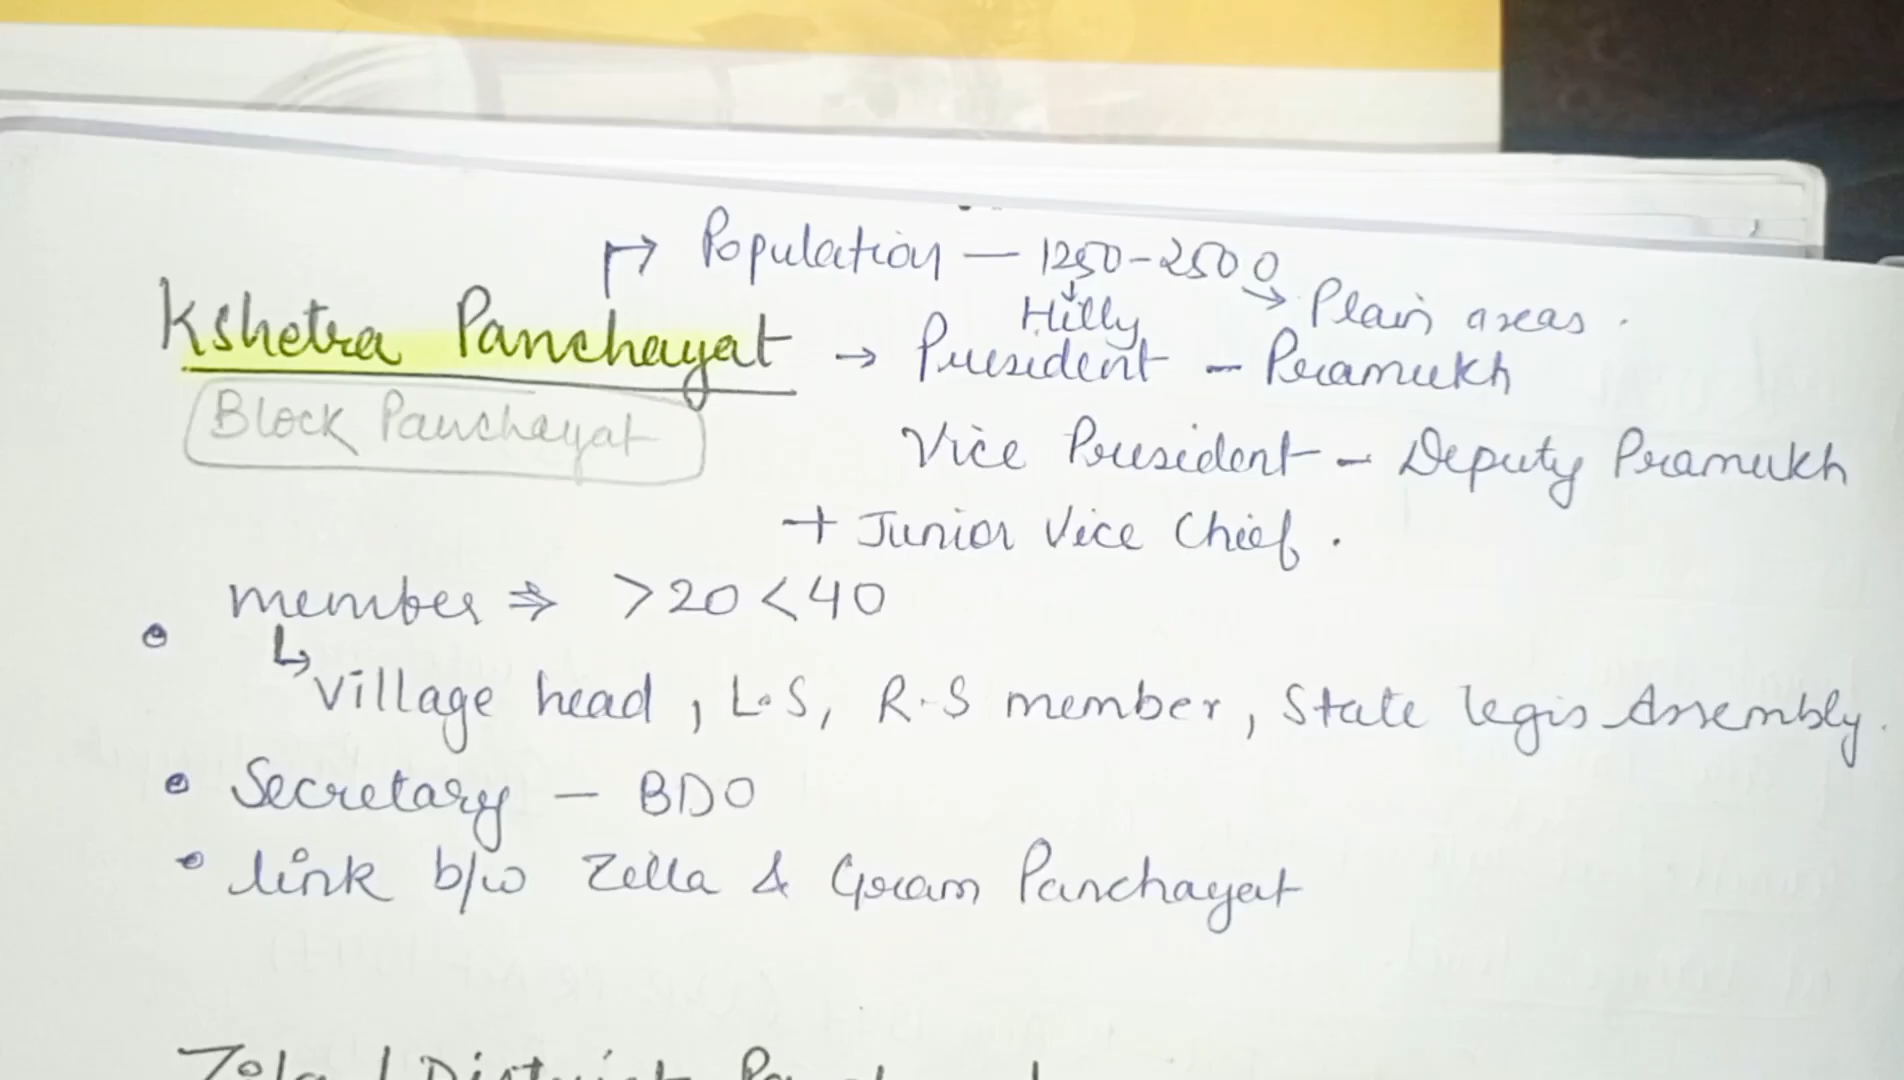 Population – 1250-2500
Hilly
Plain areas.
Kshetra Panchayat → President – Pramukh
Block Panchayat
Vice President – Deputy Pramukh
+ Junior Vice Chief.
member ⇒ >20<40
Village head, L.S, R.S member, State legis Assembly.
• Secretary – BDO
• link b/w Zilla & Gram Panchayat